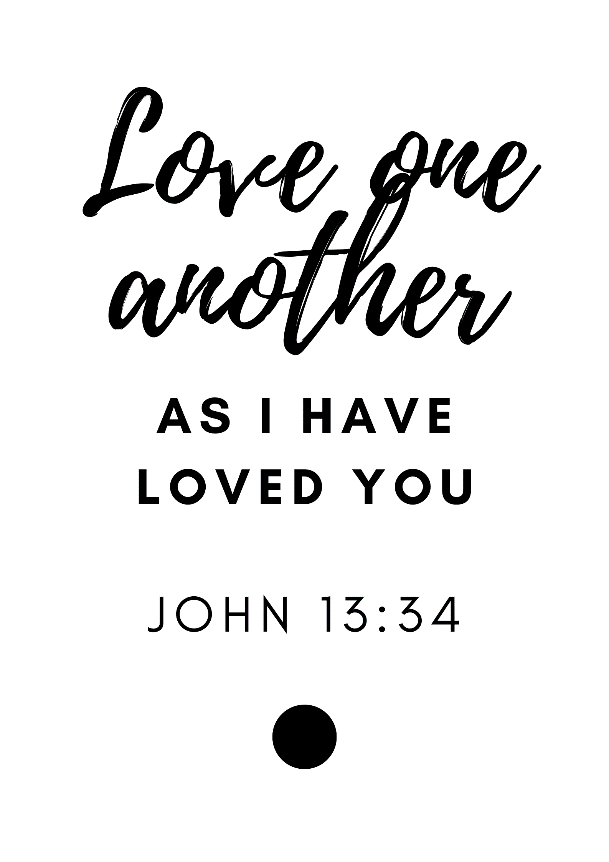 Love one
another
AS I HAVE
LOVED YOU
JOHN 13:34